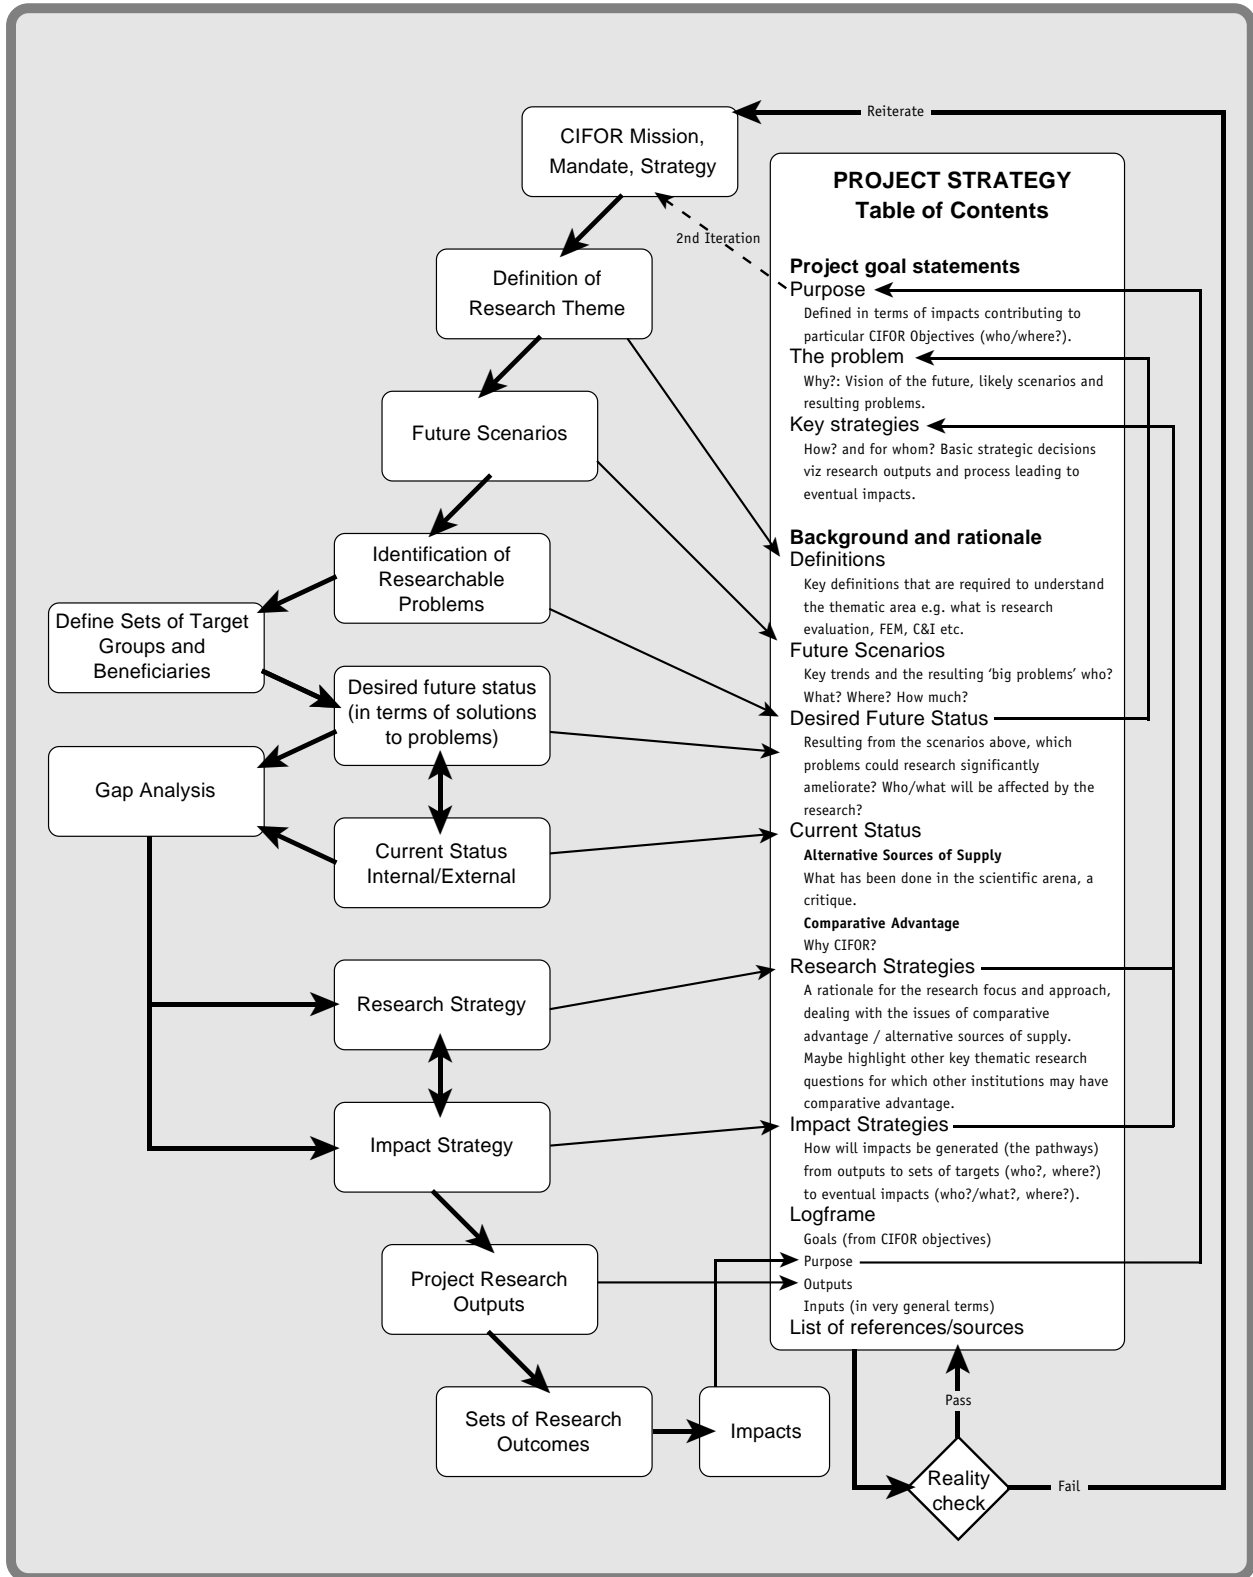 Reiterate
CIFOR Mission,
Mandate, Strategy
2nd Iteration
Definition of
Research Theme
Future Scenarios
Identification of
Researchable
Problems
Define Sets of Target
Groups and
Beneficiaries
Desired future status
(in terms of solutions
to problems)
Gap Analysis
Current Status
Internal/External
Research Strategy
Impact Strategy
Project Research
Outputs
Sets of Research
Outcomes
Impacts
PROJECT STRATEGY
Table of Contents
Project goal statements
Purpose
Defined in terms of impacts contributing to
particular CIFOR Objectives (who/where?).
The problem
Why?: Vision of the future, likely scenarios and
resulting problems.
Key strategies
How? and for whom? Basic strategic decisions
viz research outputs and process leading to
eventual impacts.
Background and rationale
Definitions
Key definitions that are required to understand
the thematic area e.g. what is research
evaluation, FEM, C&I etc.
Future Scenarios
Key trends and the resulting ‘big problems’ who?
What? Where? How much?
Desired Future Status
Resulting from the scenarios above, which
problems could research significantly
ameliorate? Who/what will be affected by the
research?
Current Status
Alternative Sources of Supply
What has been done in the scientific arena, a
critique.
Comparative Advantage
Why CIFOR?
Research Strategies
A rationale for the research focus and approach,
dealing with the issues of comparative
advantage / alternative sources of supply.
Maybe highlight other key thematic research
questions for which other institutions may have
comparative advantage.
Impact Strategies
How will impacts be generated (the pathways)
from outputs to sets of targets (who?, where?)
to eventual impacts (who?/what?, where?).
Logframe
Goals (from CIFOR objectives)
Purpose
Outputs
Inputs (in very general terms)
List of references/sources
Pass
Reality
check
Fail